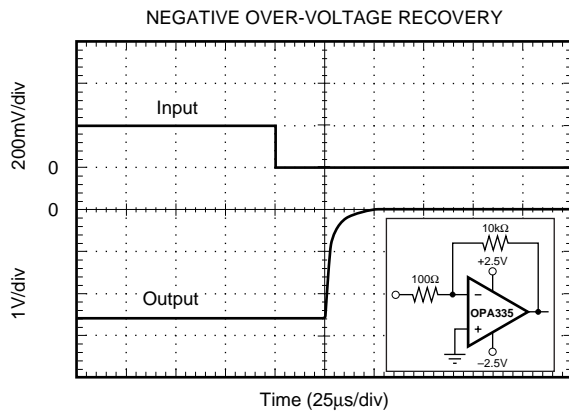 NEGATIVE OVER-VOLTAGE RECOVERY
200mV/div
Input
0
0
1V/div
Output
10kΩ
+2.5V
100Ω
−
OPA335
+
−2.5V
Time (25µs/div)